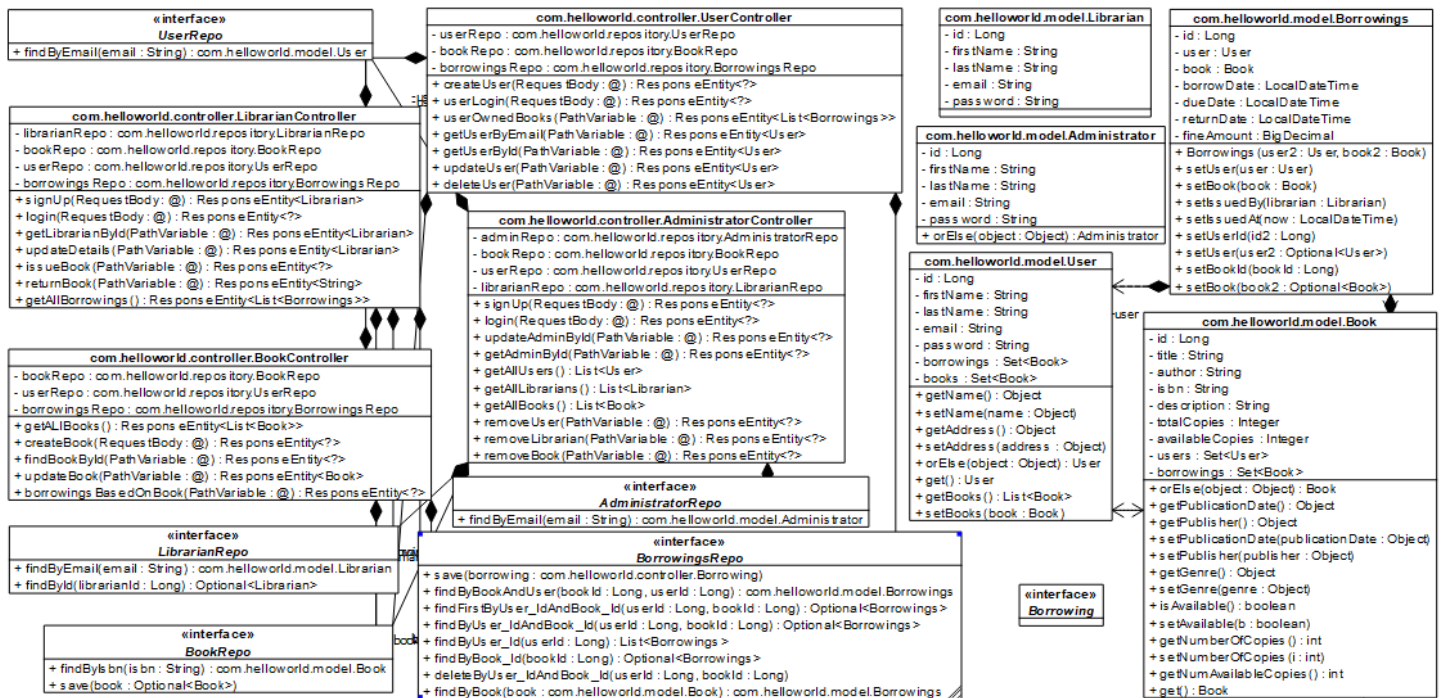 «interface»
UserRepo
+ findByEmail(email : String) : com.helloworld.model.User
com.helloworld.controller.UserController
- userRepo : com.helloworld.repository.UserRepo
- bookRepo : com.helloworld.repository.BookRepo
- borrowingsRepo : com.helloworld.repository.BorrowingsRepo
+ createUser(RequestBody : @) : ResponseEntity<?>
+ userLogin(RequestBody : @) : ResponseEntity<?>
+ userOwnedBooks(PathVariable : @) : ResponseEntity<List<Borrowings>>
+ getUserByEmail(PathVariable : @) : ResponseEntity<User>
+ getUserById(PathVariable : @) : ResponseEntity<User>
+ updateUser(PathVariable : @) : ResponseEntity<User>
+ deleteUser(PathVariable : @) : ResponseEntity<User>
com.helloworld.model.Librarian
- id : Long
- firstName : String
- lastName : String
- email : String
- password : String
com.helloworld.model.Borrowings
- id : Long
- user : User
- book : Book
- borrowDate : LocalDateTime
- dueDate : LocalDateTime
- returnDate : LocalDateTime
- fineAmount : BigDecimal
+ Borrowings(user2 : User, book2 : Book)
+ setUser(user : User)
+ setBook(book : Book)
+ setIssuedBy(librarian : Librarian)
+ setIssuedAt(now : LocalDateTime)
+ setUserId(id2 : Long)
+ setUser(user2 : Optional<User>)
+ setBookId(bookId : Long)
+ setBook(book2 : Optional<Book>)
com.helloworld.controller.LibrarianController
- librarianRepo : com.helloworld.repository.LibrarianRepo
- bookRepo : com.helloworld.repository.BookRepo
- userRepo : com.helloworld.repository.UserRepo
- borrowingsRepo : com.helloworld.repository.BorrowingsRepo
+ signUp(RequestBody : @) : ResponseEntity<Librarian>
+ login(RequestBody : @) : ResponseEntity<?>
+ getLibrarianById(PathVariable : @) : ResponseEntity<Librarian>
+ updateDetails(PathVariable : @) : ResponseEntity<Librarian>
+ issueBook(PathVariable : @) : ResponseEntity<?>
+ returnBook(PathVariable : @) : ResponseEntity<String>
+ getAllBorrowings() : ResponseEntity<List<Borrowings>>
com.helloworld.model.Administrator
- id : Long
- firstName : String
- lastName : String
- email : String
- password : String
+ orElse(object : Object) : Administrator
com.helloworld.controller.AdministratorController
- adminRepo : com.helloworld.repository.AdministratorRepo
- bookRepo : com.helloworld.repository.BookRepo
- userRepo : com.helloworld.repository.UserRepo
- librarianRepo : com.helloworld.repository.LibrarianRepo
+ signUp(RequestBody : @) : ResponseEntity<?>
+ login(RequestBody : @) : ResponseEntity<?>
+ updateAdminById(PathVariable : @) : ResponseEntity<?>
+ getAdminById(PathVariable : @) : ResponseEntity<?>
+ getAllUsers() : List<User>
+ getAllLibrarians() : List<Librarian>
+ getAllBooks() : List<Book>
+ removeUser(PathVariable : @) : ResponseEntity<?>
+ removeLibrarian(PathVariable : @) : ResponseEntity<?>
+ removeBook(PathVariable : @) : ResponseEntity<?>
com.helloworld.model.User
- id : Long
- firstName : String
- lastName : String
- email : String
- password : String
- borrowings : Set<Book>
- books : Set<Book>
+ getName() : Object
+ setName(name : Object)
+ getAddress() : Object
+ setAddress(address : Object)
+ orElse(object : Object) : User
+ get() : User
+ getBooks() : List<Book>
+ setBooks(book : Book)
-user
com.helloworld.model.Book
- id : Long
- title : String
- author : String
- isbn : String
- description : String
- totalCopies : Integer
- availableCopies : Integer
- users : Set<User>
- borrowings : Set<Book>
+ orElse(object : Object) : Book
+ getPublicationDate() : Object
+ getPublisher() : Object
+ setPublicationDate(publicationDate : Object)
+ setPublisher(publisher : Object)
+ getGenre() : Object
+ setGenre(genre : Object)
+ isAvailable() : boolean
+ setAvailable(b : boolean)
+ getNumberOfCopies() : int
+ setNumberOfCopies(i : int)
+ getNumAvailableCopies() : int
+ get() : Book
com.helloworld.controller.BookController
- bookRepo : com.helloworld.repository.BookRepo
- userRepo : com.helloworld.repository.UserRepo
- borrowingsRepo : com.helloworld.repository.BorrowingsRepo
+ getALlBooks() : ResponseEntity<List<Book>>
+ createBook(RequestBody : @) : ResponseEntity<?>
+ findBookById(PathVariable : @) : ResponseEntity<?>
+ updateBook(PathVariable : @) : ResponseEntity<Book>
+ borrowingsBasedOnBook(PathVariable : @) : ResponseEntity<?>
«interface»
AdministratorRepo
+ findByEmail(email : String) : com.helloworld.model.Administrator
«interface»
LibrarianRepo
+ findByEmail(email : String) : com.helloworld.model.Librarian
+ findById(librarianId : Long) : Optional<Librarian>
«interface»
BorrowingsRepo
+ save(borrowing : com.helloworld.controller.Borrowing)
+ findByBookAndUser(bookId : Long, userId : Long) : com.helloworld.model.Borrowings
+ findFirstByUser_IdAndBook_Id(userId : Long, bookId : Long) : Optional<Borrowings>
+ findByUser_IdAndBook_Id(userId : Long, bookId : Long) : Optional<Borrowings>
+ findByUser_Id(userId : Long) : List<Borrowings>
+ findByBook_Id(bookId : Long) : Optional<Borrowings>
+ deleteByUser_IdAndBook_Id(userId : Long, bookId : Long)
+ findByBook(book : com.helloworld.model.Book) : com.helloworld.model.Borrowings
«interface»
Borrowing
«interface»
BookRepo
+ findByIsbn(isbn : String) : com.helloworld.model.Book
+ save(book : Optional<Book>)